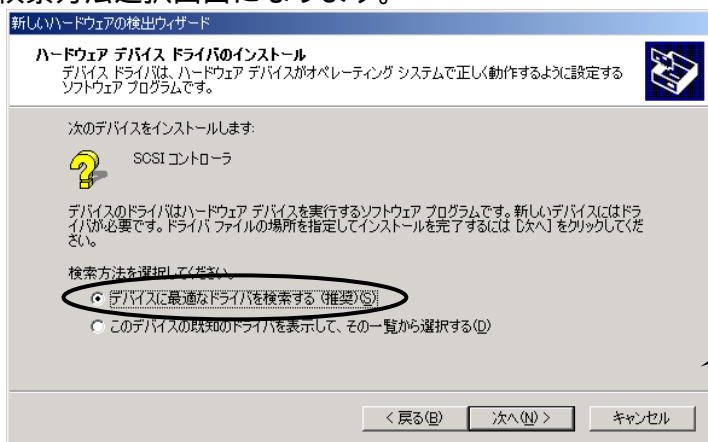 検索方法選択画面になります。
新しいハードウェアの検出ウィザード
ハードウェア デバイス ドライバのインストール
デバイス ドライバは、ハードウェア デバイスがオペレーティング システムで正しく動作するように設定する
ソフトウェア プログラムです。
次のデバイスをインストールします:
SCSI コントローラ
デバイスのドライバはハードウェア デバイスを実行するソフトウェア プログラムです。新しいデバイスにはドラ
イバが必要です。ドライバ ファイルの場所を指定してインストールを完了するには [次へ] をクリックしてくだ
さい。
検索方法を選択してください。
デバイスに最適なドライバを検索する (推奨)(S)
このデバイスの既知のドライバを表示して、その一覧から選択する(D)
< 戻る(B) 次へ(N) > キャンセル